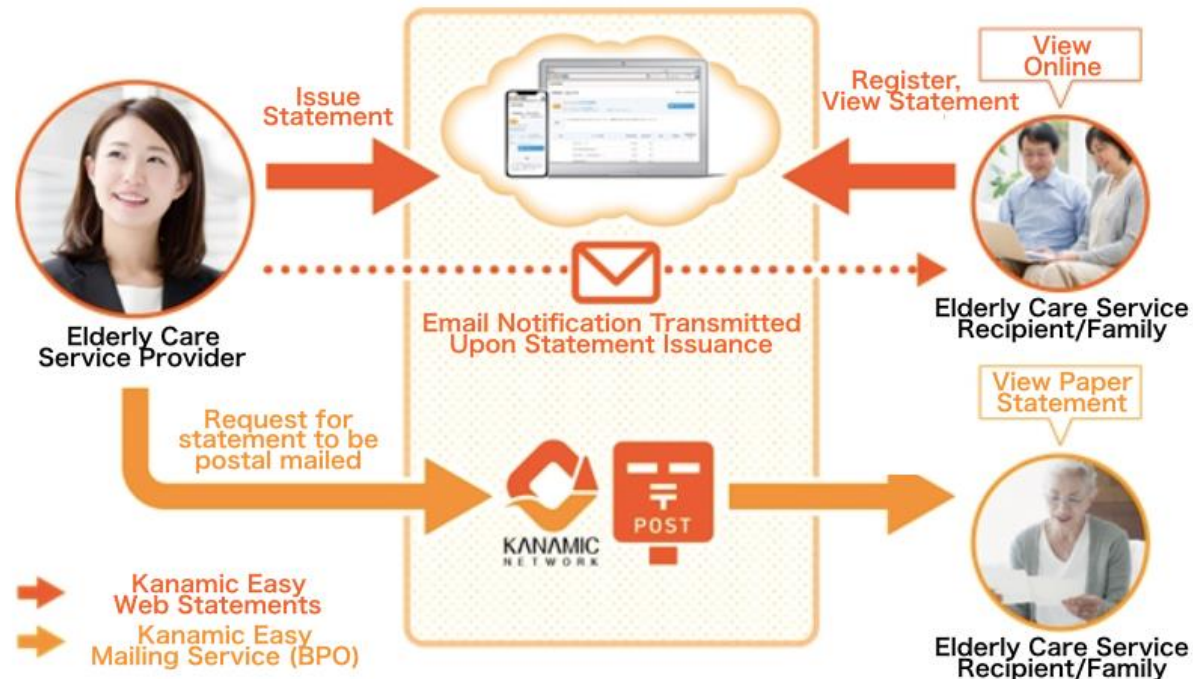 Issue
Statement
Register,
View Statement
View
Online
Email Notification Transmitted
Upon Statement Issuance
Elderly Care
Service Provider
Elderly Care Service
Recipient/Family
Request for
statement to be
postal mailed
KANAMIC
NETWORK
〒
POST
View Paper
Statement
Elderly Care Service
Recipient/Family
Kanamic Easy
Web Statements
Kanamic Easy
Mailing Service (BPO)